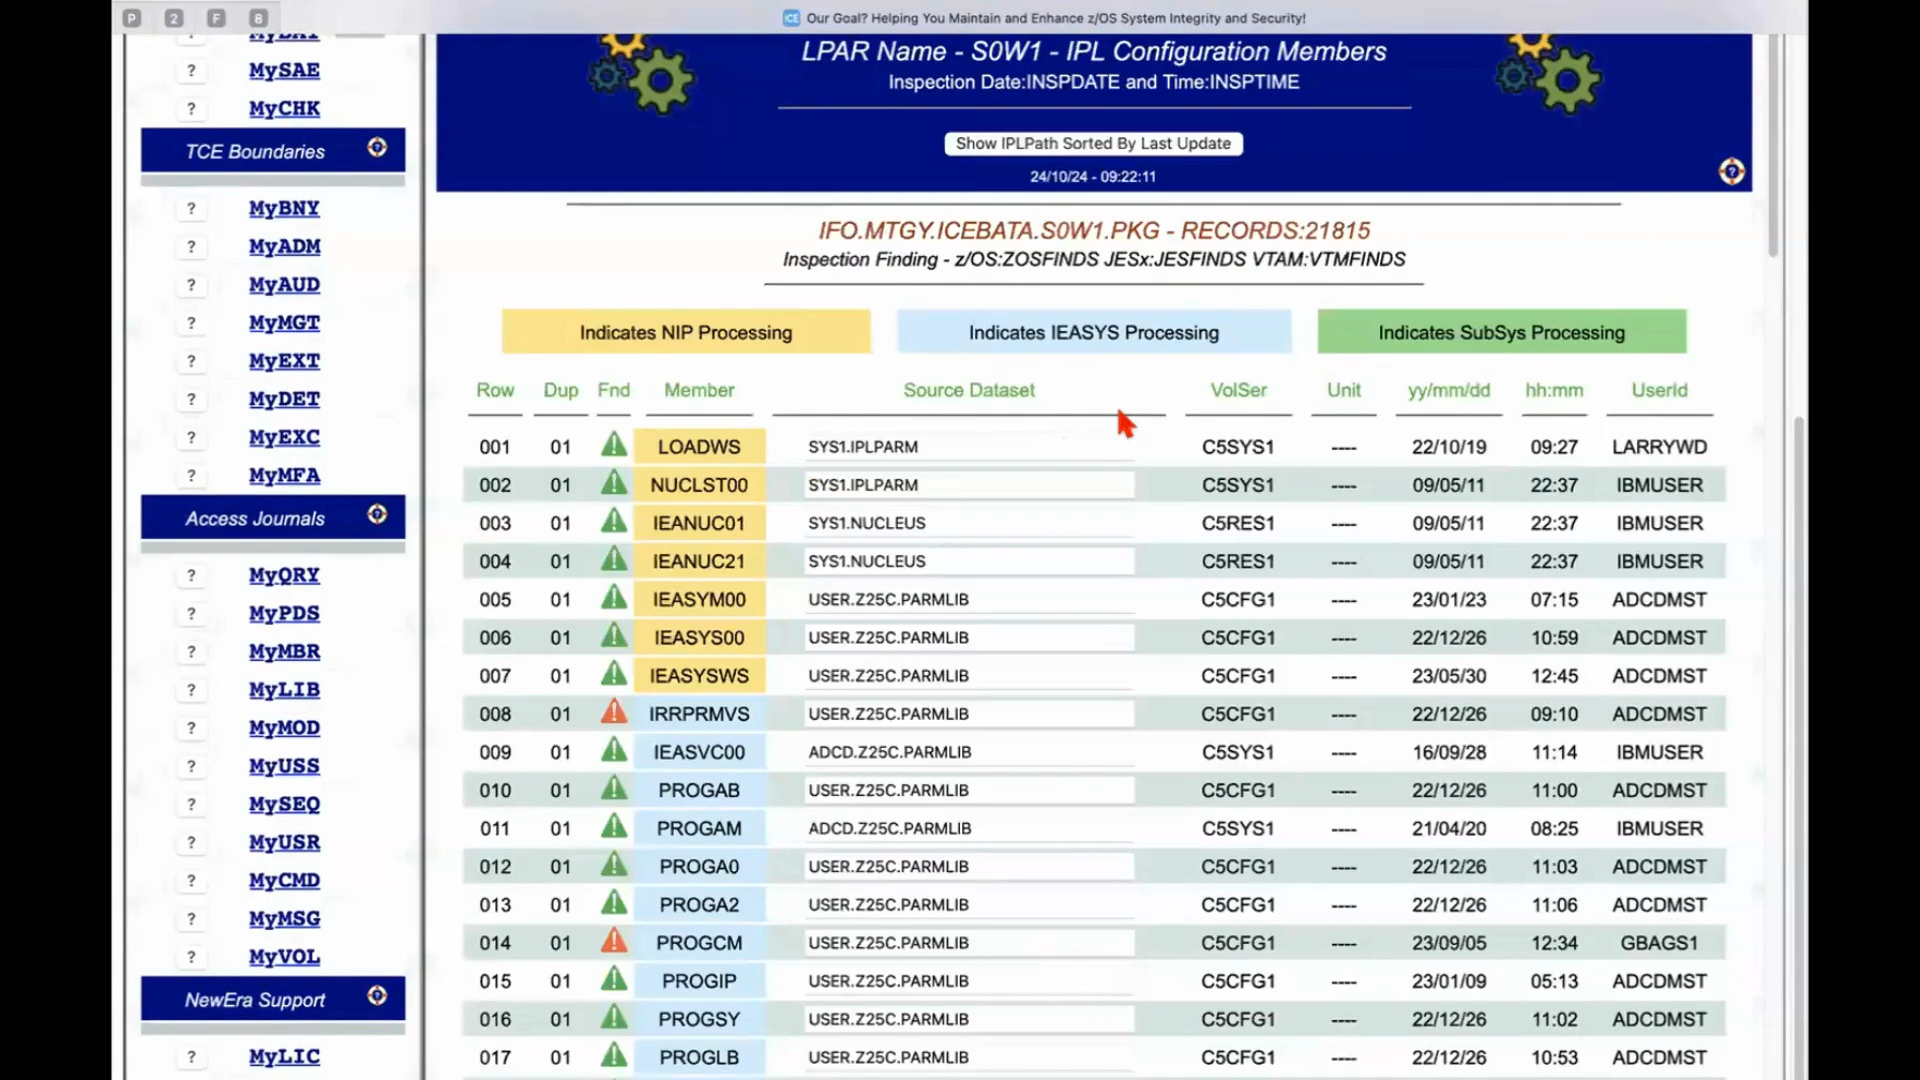 P 2 F 8
ICE Our Goal? Helping You Maintain and Enhance z/OS System Integrity and Security!
? MyDAT
? MySAE
? MyCHK
TCE Boundaries ?
? MyBNY
? MyADM
? MyAUD
? MyMGT
? MyEXT
? MyDET
? MyEXC
? MyMFA
Access Journals ?
? MyQRY
? MyPDS
? MyMBR
? MyLIB
? MyMOD
? MyUSS
? MySEQ
? MyUSR
? MyCMD
? MyMSG
? MyVOL
NewEra Support ?
? MyLIC
LPAR Name - S0W1 - IPL Configuration Members
Inspection Date:INSPDATE and Time:INSPTIME
Show IPLPath Sorted By Last Update
24/10/24 - 09:22:11
?
IFO.MTGY.ICEBATA.S0W1.PKG - RECORDS:21815
Inspection Finding - z/OS:ZOSFINDS JESx:JESFINDS VTAM:VTMFINDS
Indicates NIP Processing Indicates IEASYS Processing Indicates SubSys Processing
Row Dup Fnd Member Source Dataset VolSer Unit yy/mm/dd hh:mm UserId
001 01 LOADWS SYS1.IPLPARM C5SYS1 ---- 22/10/19 09:27 LARRYWD
002 01 NUCLST00 SYS1.IPLPARM C5SYS1 ---- 09/05/11 22:37 IBMUSER
003 01 IEANUC01 SYS1.NUCLEUS C5RES1 ---- 09/05/11 22:37 IBMUSER
004 01 IEANUC21 SYS1.NUCLEUS C5RES1 ---- 09/05/11 22:37 IBMUSER
005 01 IEASYM00 USER.Z25C.PARMLIB C5CFG1 ---- 23/01/23 07:15 ADCDMST
006 01 IEASYS00 USER.Z25C.PARMLIB C5CFG1 ---- 22/12/26 10:59 ADCDMST
007 01 IEASYSWS USER.Z25C.PARMLIB C5CFG1 ---- 23/05/30 12:45 ADCDMST
008 01 IRRPRMVS USER.Z25C.PARMLIB C5CFG1 ---- 22/12/26 09:10 ADCDMST
009 01 IEASVC00 ADCD.Z25C.PARMLIB C5SYS1 ---- 16/09/28 11:14 IBMUSER
010 01 PROGAB USER.Z25C.PARMLIB C5CFG1 ---- 22/12/26 11:00 ADCDMST
011 01 PROGAM ADCD.Z25C.PARMLIB C5SYS1 ---- 21/04/20 08:25 IBMUSER
012 01 PROGA0 USER.Z25C.PARMLIB C5CFG1 ---- 22/12/26 11:03 ADCDMST
013 01 PROGA2 USER.Z25C.PARMLIB C5CFG1 ---- 22/12/26 11:06 ADCDMST
014 01 PROGCM USER.Z25C.PARMLIB C5CFG1 ---- 23/09/05 12:34 GBAGS1
015 01 PROGIP USER.Z25C.PARMLIB C5CFG1 ---- 23/01/09 05:13 ADCDMST
016 01 PROGSY USER.Z25C.PARMLIB C5CFG1 ---- 22/12/26 11:02 ADCDMST
017 01 PROGLB USER.Z25C.PARMLIB C5CFG1 ---- 22/12/26 10:53 ADCDMST